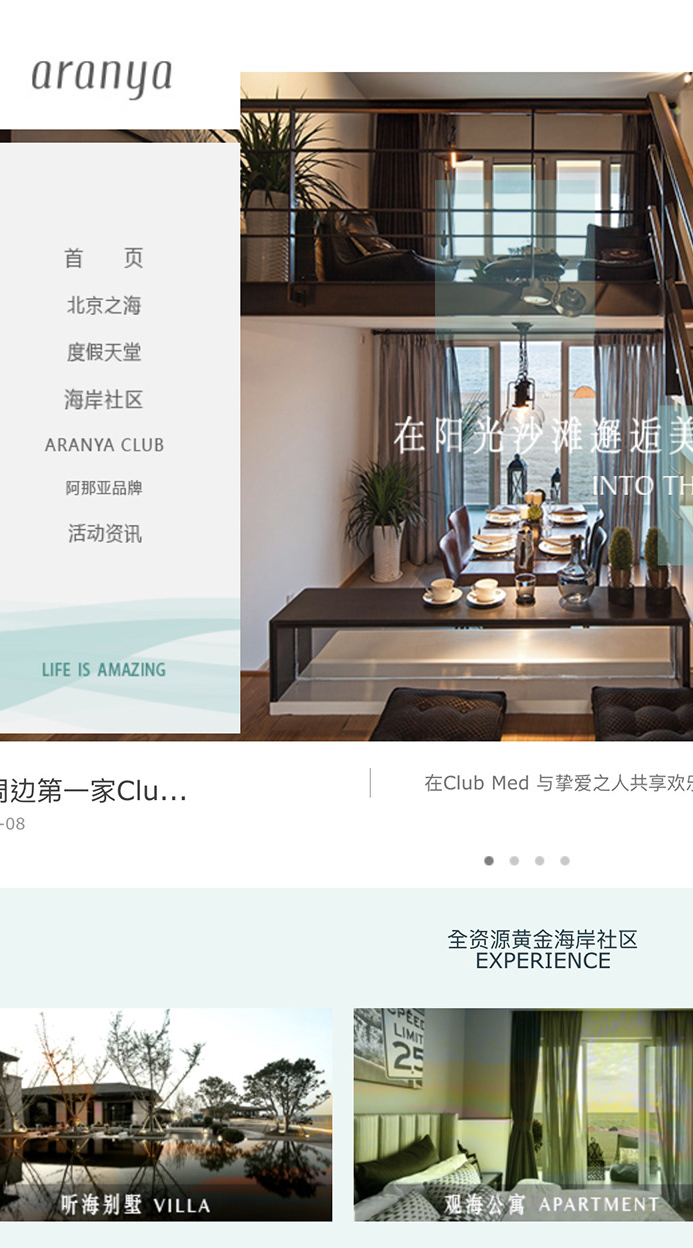 aranya
首 页
北京之海
度假天堂
海岸社区
ARANYA CLUB
阿那亚品牌
活动资讯
LIFE IS AMAZING
在阳光沙滩邂逅美
INTO TH
周边第一家Clu...
-08
在Club Med 与挚爱之人共享欢乐
全资源黄金海岸社区
EXPERIENCE
SPEED
LIMIT
25
听海别墅 VILLA
观海公寓 APARTMENT